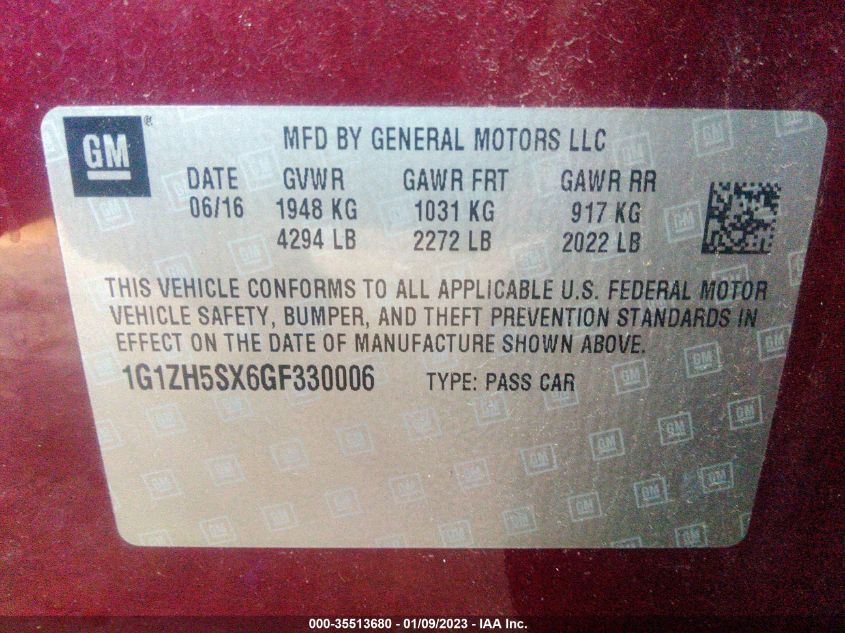 GM
MFD BY GENERAL MOTORS LLC
DATE GVWR GAWR FRT GAWR RR
06/16 1948 KG 1031 KG 917 KG
4294 LB 2272 LB 2022 LB
THIS VEHICLE CONFORMS TO ALL APPLICABLE U.S. FEDERAL MOTOR
VEHICLE SAFETY, BUMPER, AND THEFT PREVENTION STANDARDS IN
EFFECT ON THE DATE OF MANUFACTURE SHOWN ABOVE.
1G1ZH5SX6GF330006 TYPE: PASS CAR
000-35513680 - 01/09/2023 - IAA Inc.